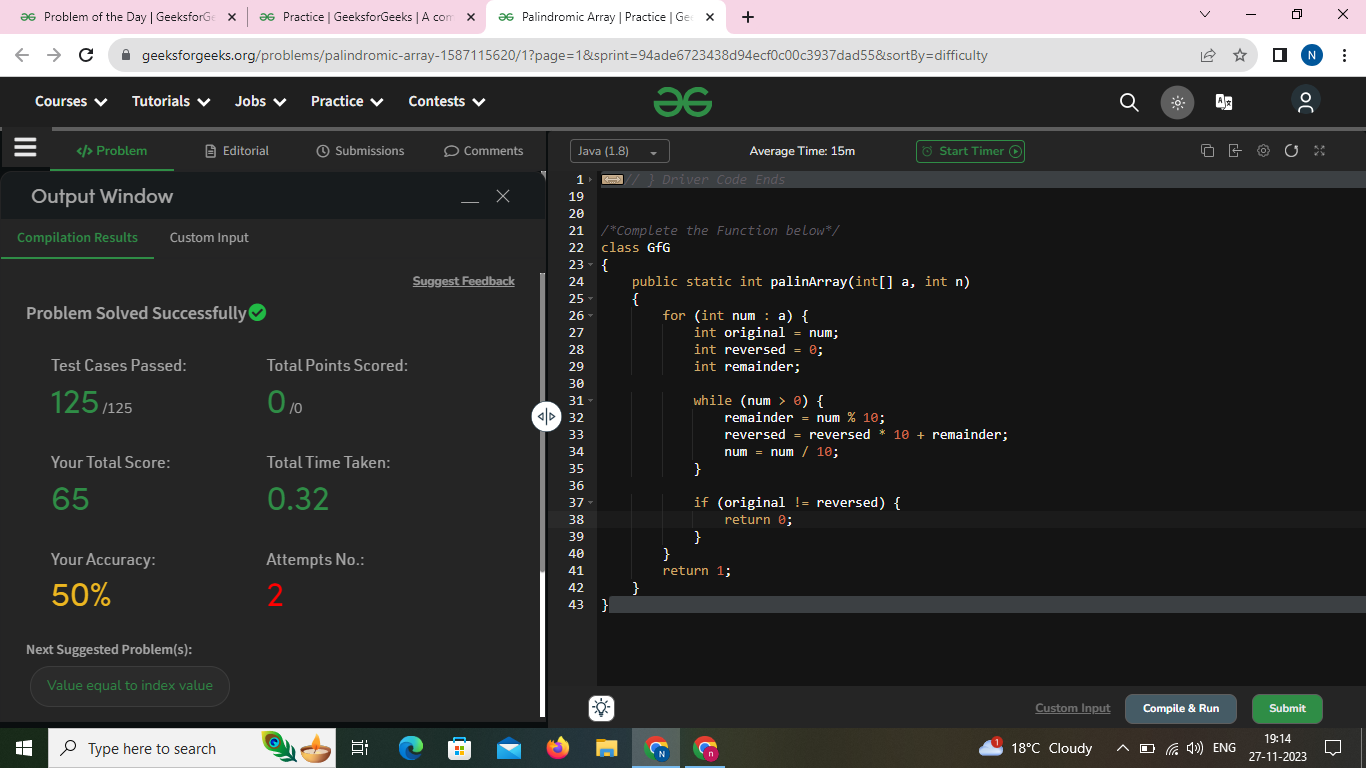 Problem of the Day | GeeksforGe
Practice | GeeksforGeeks | A com
Palindromic Array | Practice | Gee
geeksforgeeks.org/problems/palindromic-array-1587115620/1?page=1&sprint=94ade6723438d94ecf0c00c3937dad55&sortBy=difficulty
N
Courses
Tutorials
Jobs
Practice
Contests
</> Problem
Editorial
Submissions
Comments
Java (1.8)
Average Time: 15m
Start Timer
Output Window
Compilation Results
Custom Input
Suggest Feedback
Problem Solved Successfully
Test Cases Passed:
125 /125
Total Points Scored:
0 /0
Your Total Score:
65
Total Time Taken:
0.32
Your Accuracy:
50%
Attempts No.:
2
Next Suggested Problem(s):
Value equal to index value
1 // } Driver Code Ends
19
20
21 /*Complete the Function below*/
22 class GfG
23 {
24     public static int palinArray(int[] a, int n)
25     {
26         for (int num : a) {
27             int original = num;
28             int reversed = 0;
29             int remainder;
30
31             while (num > 0) {
32                 remainder = num % 10;
33                 reversed = reversed * 10 + remainder;
34                 num = num / 10;
35             }
36
37             if (original != reversed) {
38                 return 0;
39             }
40         }
41         return 1;
42     }
43 }
Custom Input
Compile & Run
Submit
Type here to search
N
n
1
18°C Cloudy
ENG
19:14
27-11-2023